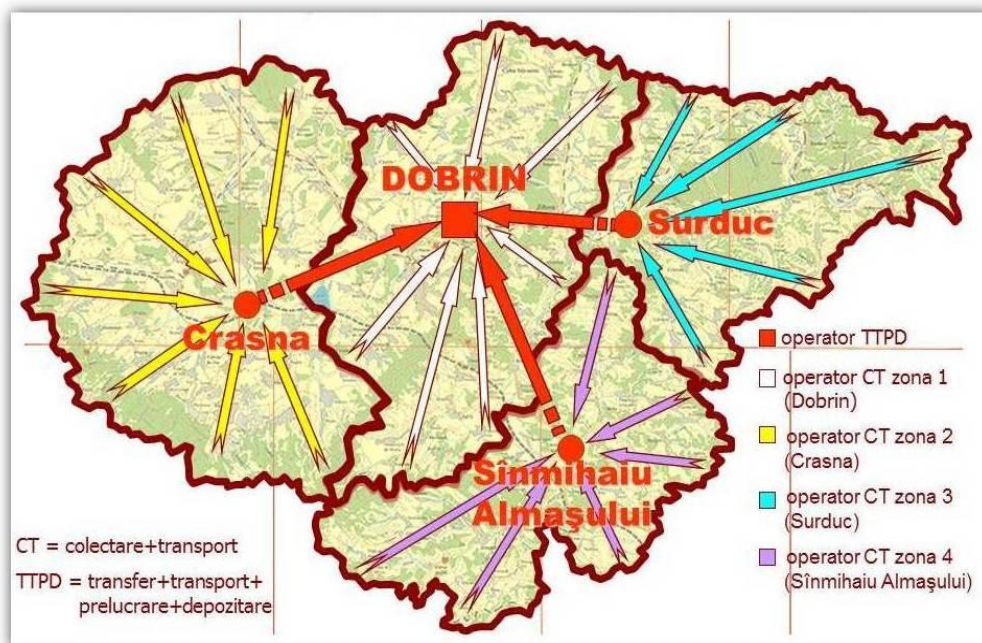 DOBRIN
Surduc
Crasna
Sînmihaiu
Almaşului
operator TTPD
operator CT zona 1
(Dobrin)
operator CT zona 2
(Crasna)
operator CT zona 3
(Surduc)
operator CT zona 4
(Sînmihaiu Almaşului)
CT = colectare+transport
TTPD = transfer+transport+
prelucrare+depozitare